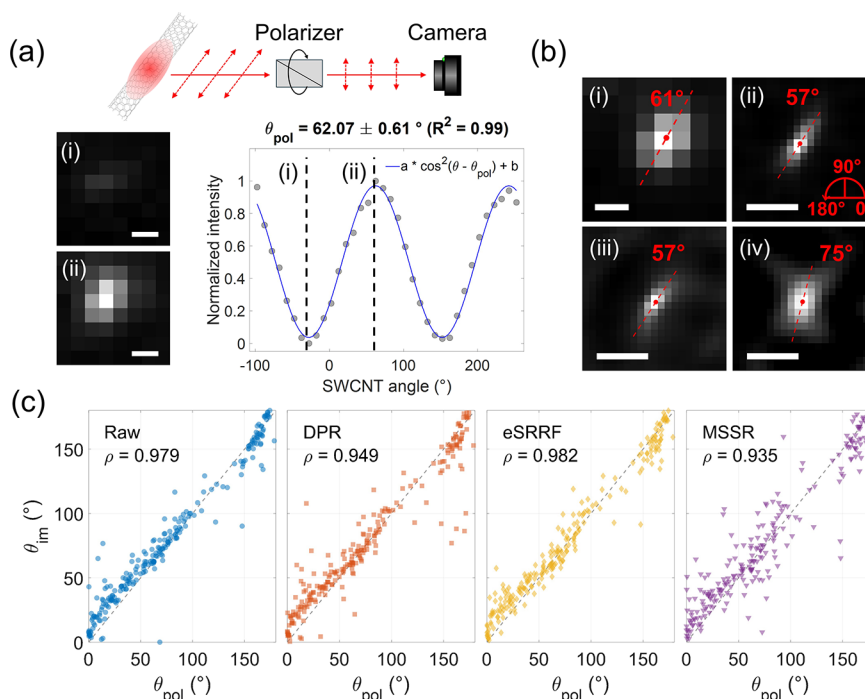 (a)
Polarizer
Camera
θpol = 62.07 ± 0.61 ° (R² = 0.99)
(i)
(ii)
(i)
(ii)
a * cos²(θ - θpol) + b
Normalized intensity
1
0.8
0.6
0.4
0.2
0
-100
0
100
200
SWCNT angle (°)
(b)
(i)
61°
(ii)
57°
90°
180°
0°
(iii)
57°
(iv)
75°
(c)
Raw
ρ = 0.979
DPR
ρ = 0.949
eSRRF
ρ = 0.982
MSSR
ρ = 0.935
θim (°)
150
100
50
0
0 50 100 150
0 50 100 150
0 50 100 150
0 50 100 150
θpol (°)
θpol (°)
θpol (°)
θpol (°)